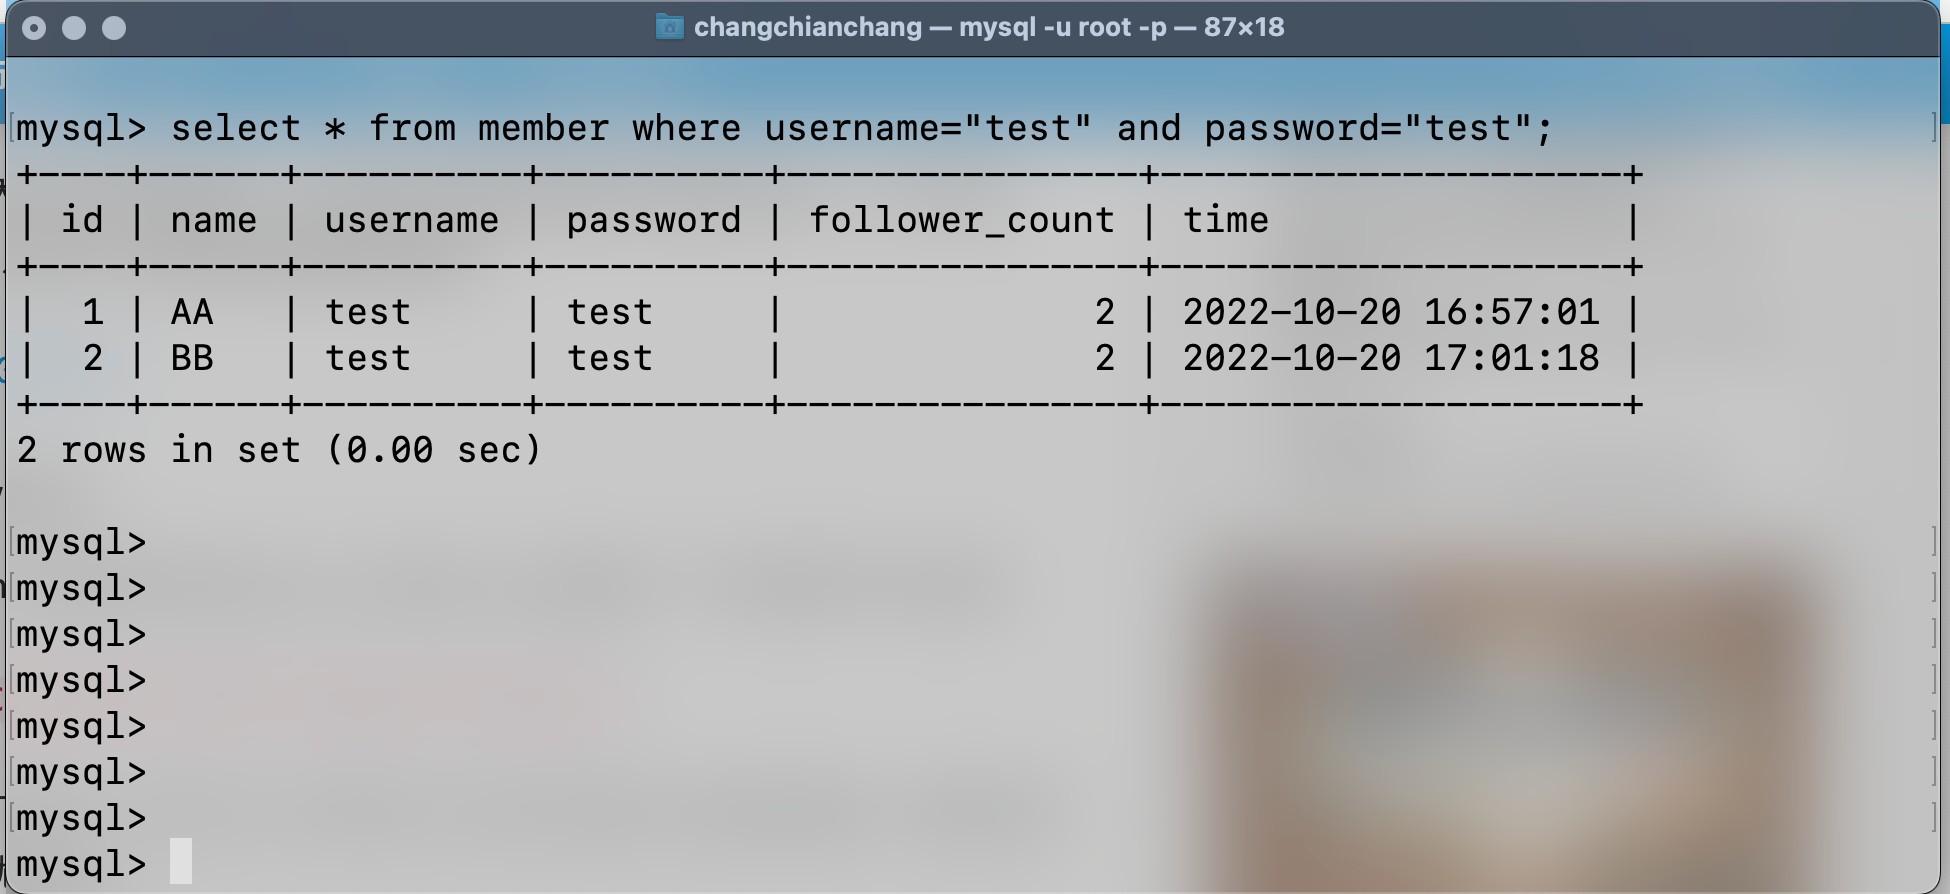 changchianchang — mysql -u root -p — 87×18
mysql> select * from member where username="test" and password="test";
+----+------+----------+----------+----------------+---------------------+
| id | name | username | password | follower_count | time                |
+----+------+----------+----------+----------------+---------------------+
|  1 | AA   | test     | test     |              2 | 2022-10-20 16:57:01 |
|  2 | BB   | test     | test     |              2 | 2022-10-20 17:01:18 |
+----+------+----------+----------+----------------+---------------------+
2 rows in set (0.00 sec)
mysql>
mysql>
mysql>
mysql>
mysql>
mysql>
mysql>
mysql>